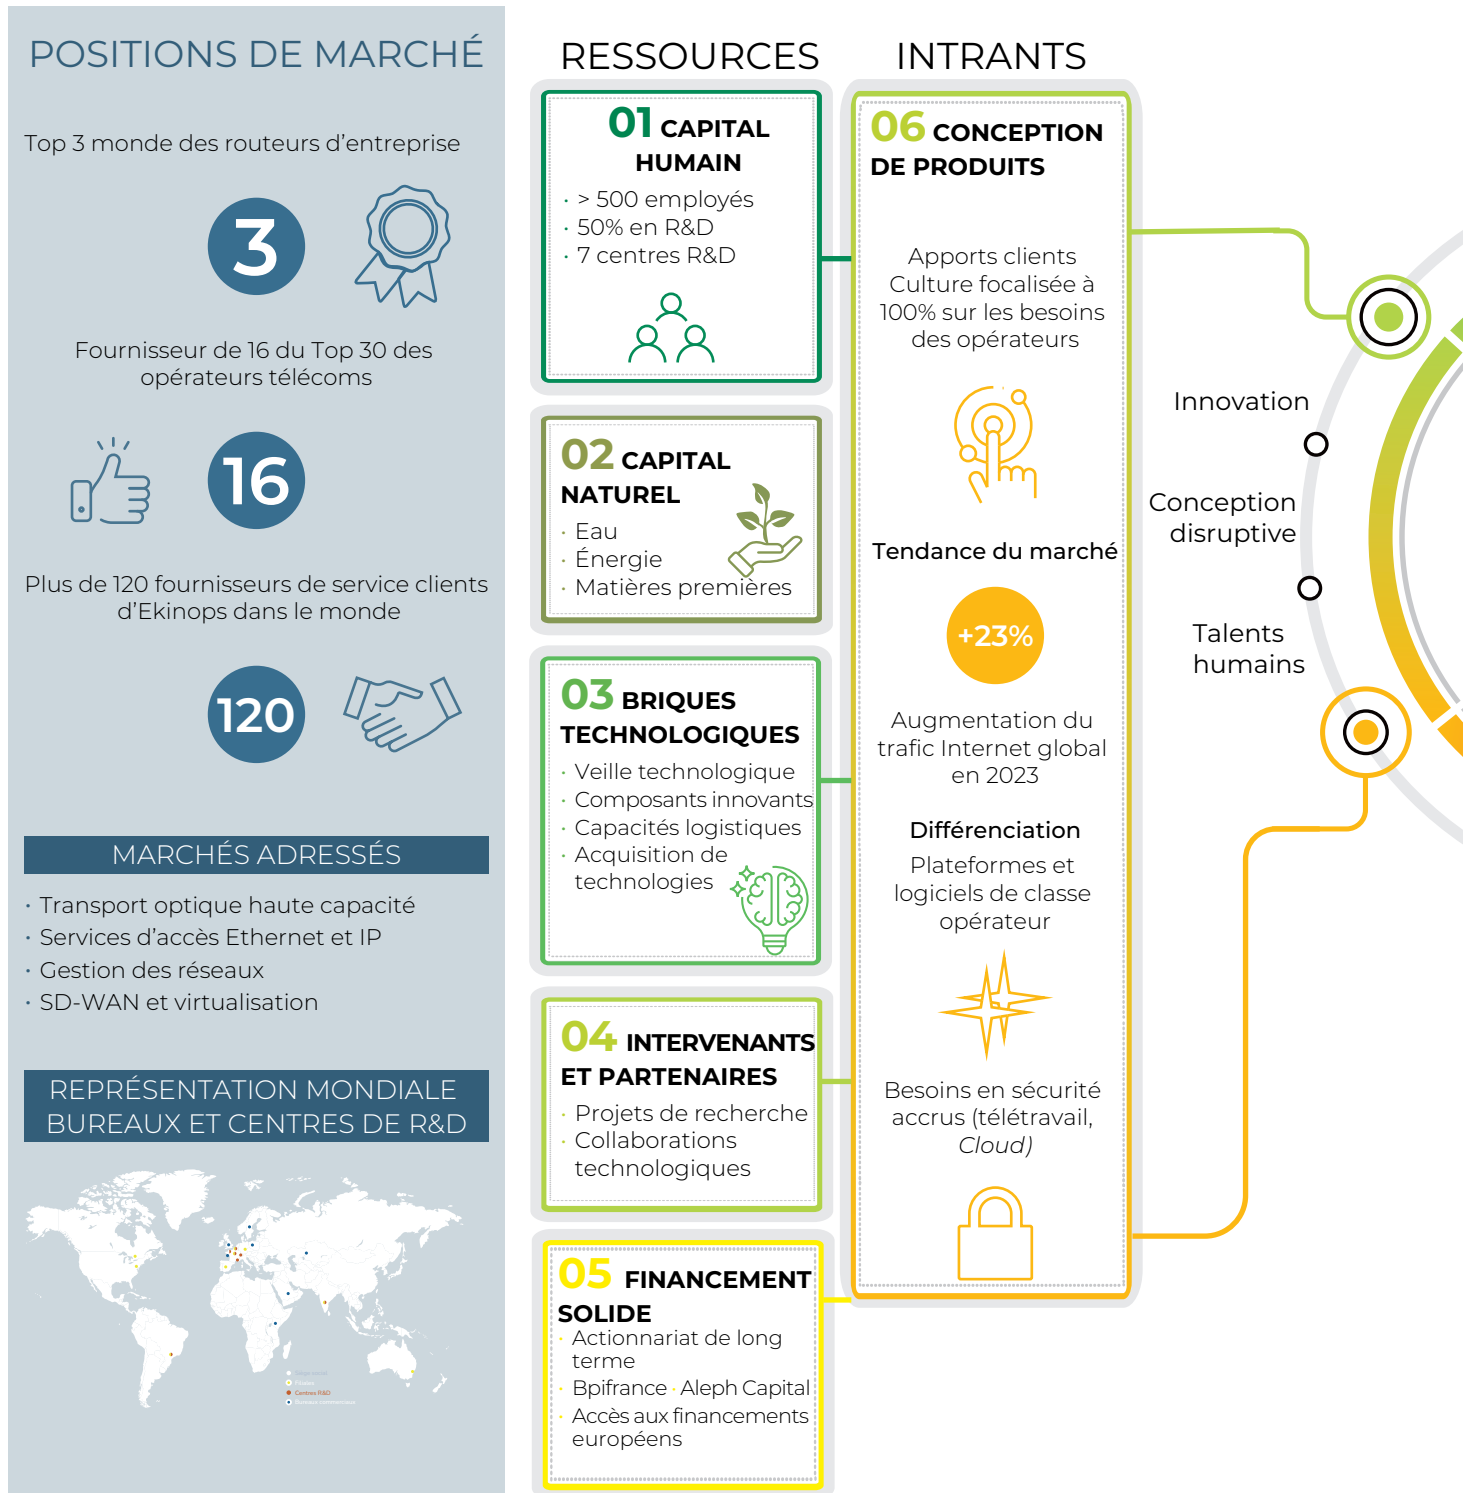 POSITIONS DE MARCHÉ
Top 3 monde des routeurs d’entreprise
3
Fournisseur de 16 du Top 30 des
opérateurs télécoms
16
Plus de 120 fournisseurs de service clients
d’Ekinops dans le monde
120
MARCHÉS ADRESSÉS
· Transport optique haute capacité
· Services d’accès Ethernet et IP
· Gestion des réseaux
· SD-WAN et virtualisation
REPRÉSENTATION MONDIALE
BUREAUX ET CENTRES DE R&D
Siège social
Filiales
Centres R&D
Bureaux commerciaux
RESSOURCES
01 CAPITAL
HUMAIN
· > 500 employés
· 50% en R&D
· 7 centres R&D
02 CAPITAL
NATUREL
· Eau
· Énergie
· Matières premières
03 BRIQUES
TECHNOLOGIQUES
· Veille technologique
· Composants innovants
· Capacités logistiques
· Acquisition de
technologies
04 INTERVENANTS
ET PARTENAIRES
· Projets de recherche
· Collaborations
technologiques
05 FINANCEMENT
SOLIDE
· Actionnariat de long
terme
· Bpifrance · Aleph Capital
· Accès aux financements
européens
INTRANTS
06 CONCEPTION
DE PRODUITS
Apports clients
Culture focalisée à
100% sur les besoins
des opérateurs
Tendance du marché
+23%
Augmentation du
trafic Internet global
en 2023
Différenciation
Plateformes et
logiciels de classe
opérateur
Besoins en sécurité
accrus (télétravail,
Cloud)
Innovation
Conception
disruptive
Talents
humains